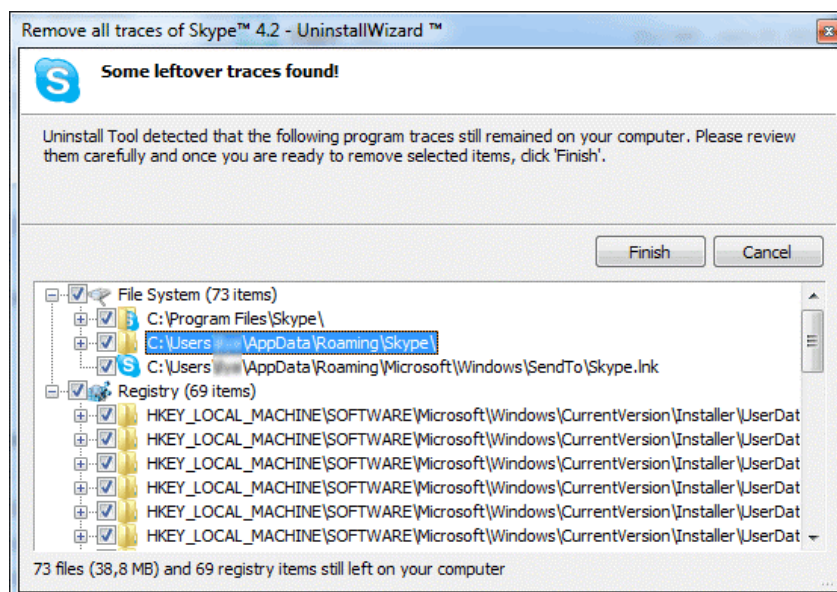 Remove all traces of Skype™ 4.2 - UninstallWizard ™
Some leftover traces found!
Uninstall Tool detected that the following program traces still remained on your computer. Please review
them carefully and once you are ready to remove selected items, click 'Finish'.
Finish Cancel
File System (73 items)
C:\Program Files\Skype\
C:\Users \AppData\Roaming\Skype\
C:\Users \AppData\Roaming\Microsoft\Windows\SendTo\Skype.lnk
Registry (69 items)
HKEY_LOCAL_MACHINE\SOFTWARE\Microsoft\Windows\CurrentVersion\Installer\UserDat
HKEY_LOCAL_MACHINE\SOFTWARE\Microsoft\Windows\CurrentVersion\Installer\UserDat
HKEY_LOCAL_MACHINE\SOFTWARE\Microsoft\Windows\CurrentVersion\Installer\UserDat
HKEY_LOCAL_MACHINE\SOFTWARE\Microsoft\Windows\CurrentVersion\Installer\UserDat
HKEY_LOCAL_MACHINE\SOFTWARE\Microsoft\Windows\CurrentVersion\Installer\UserDat
HKEY_LOCAL_MACHINE\SOFTWARE\Microsoft\Windows\CurrentVersion\Installer\UserDat
73 files (38,8 MB) and 69 registry items still left on your computer